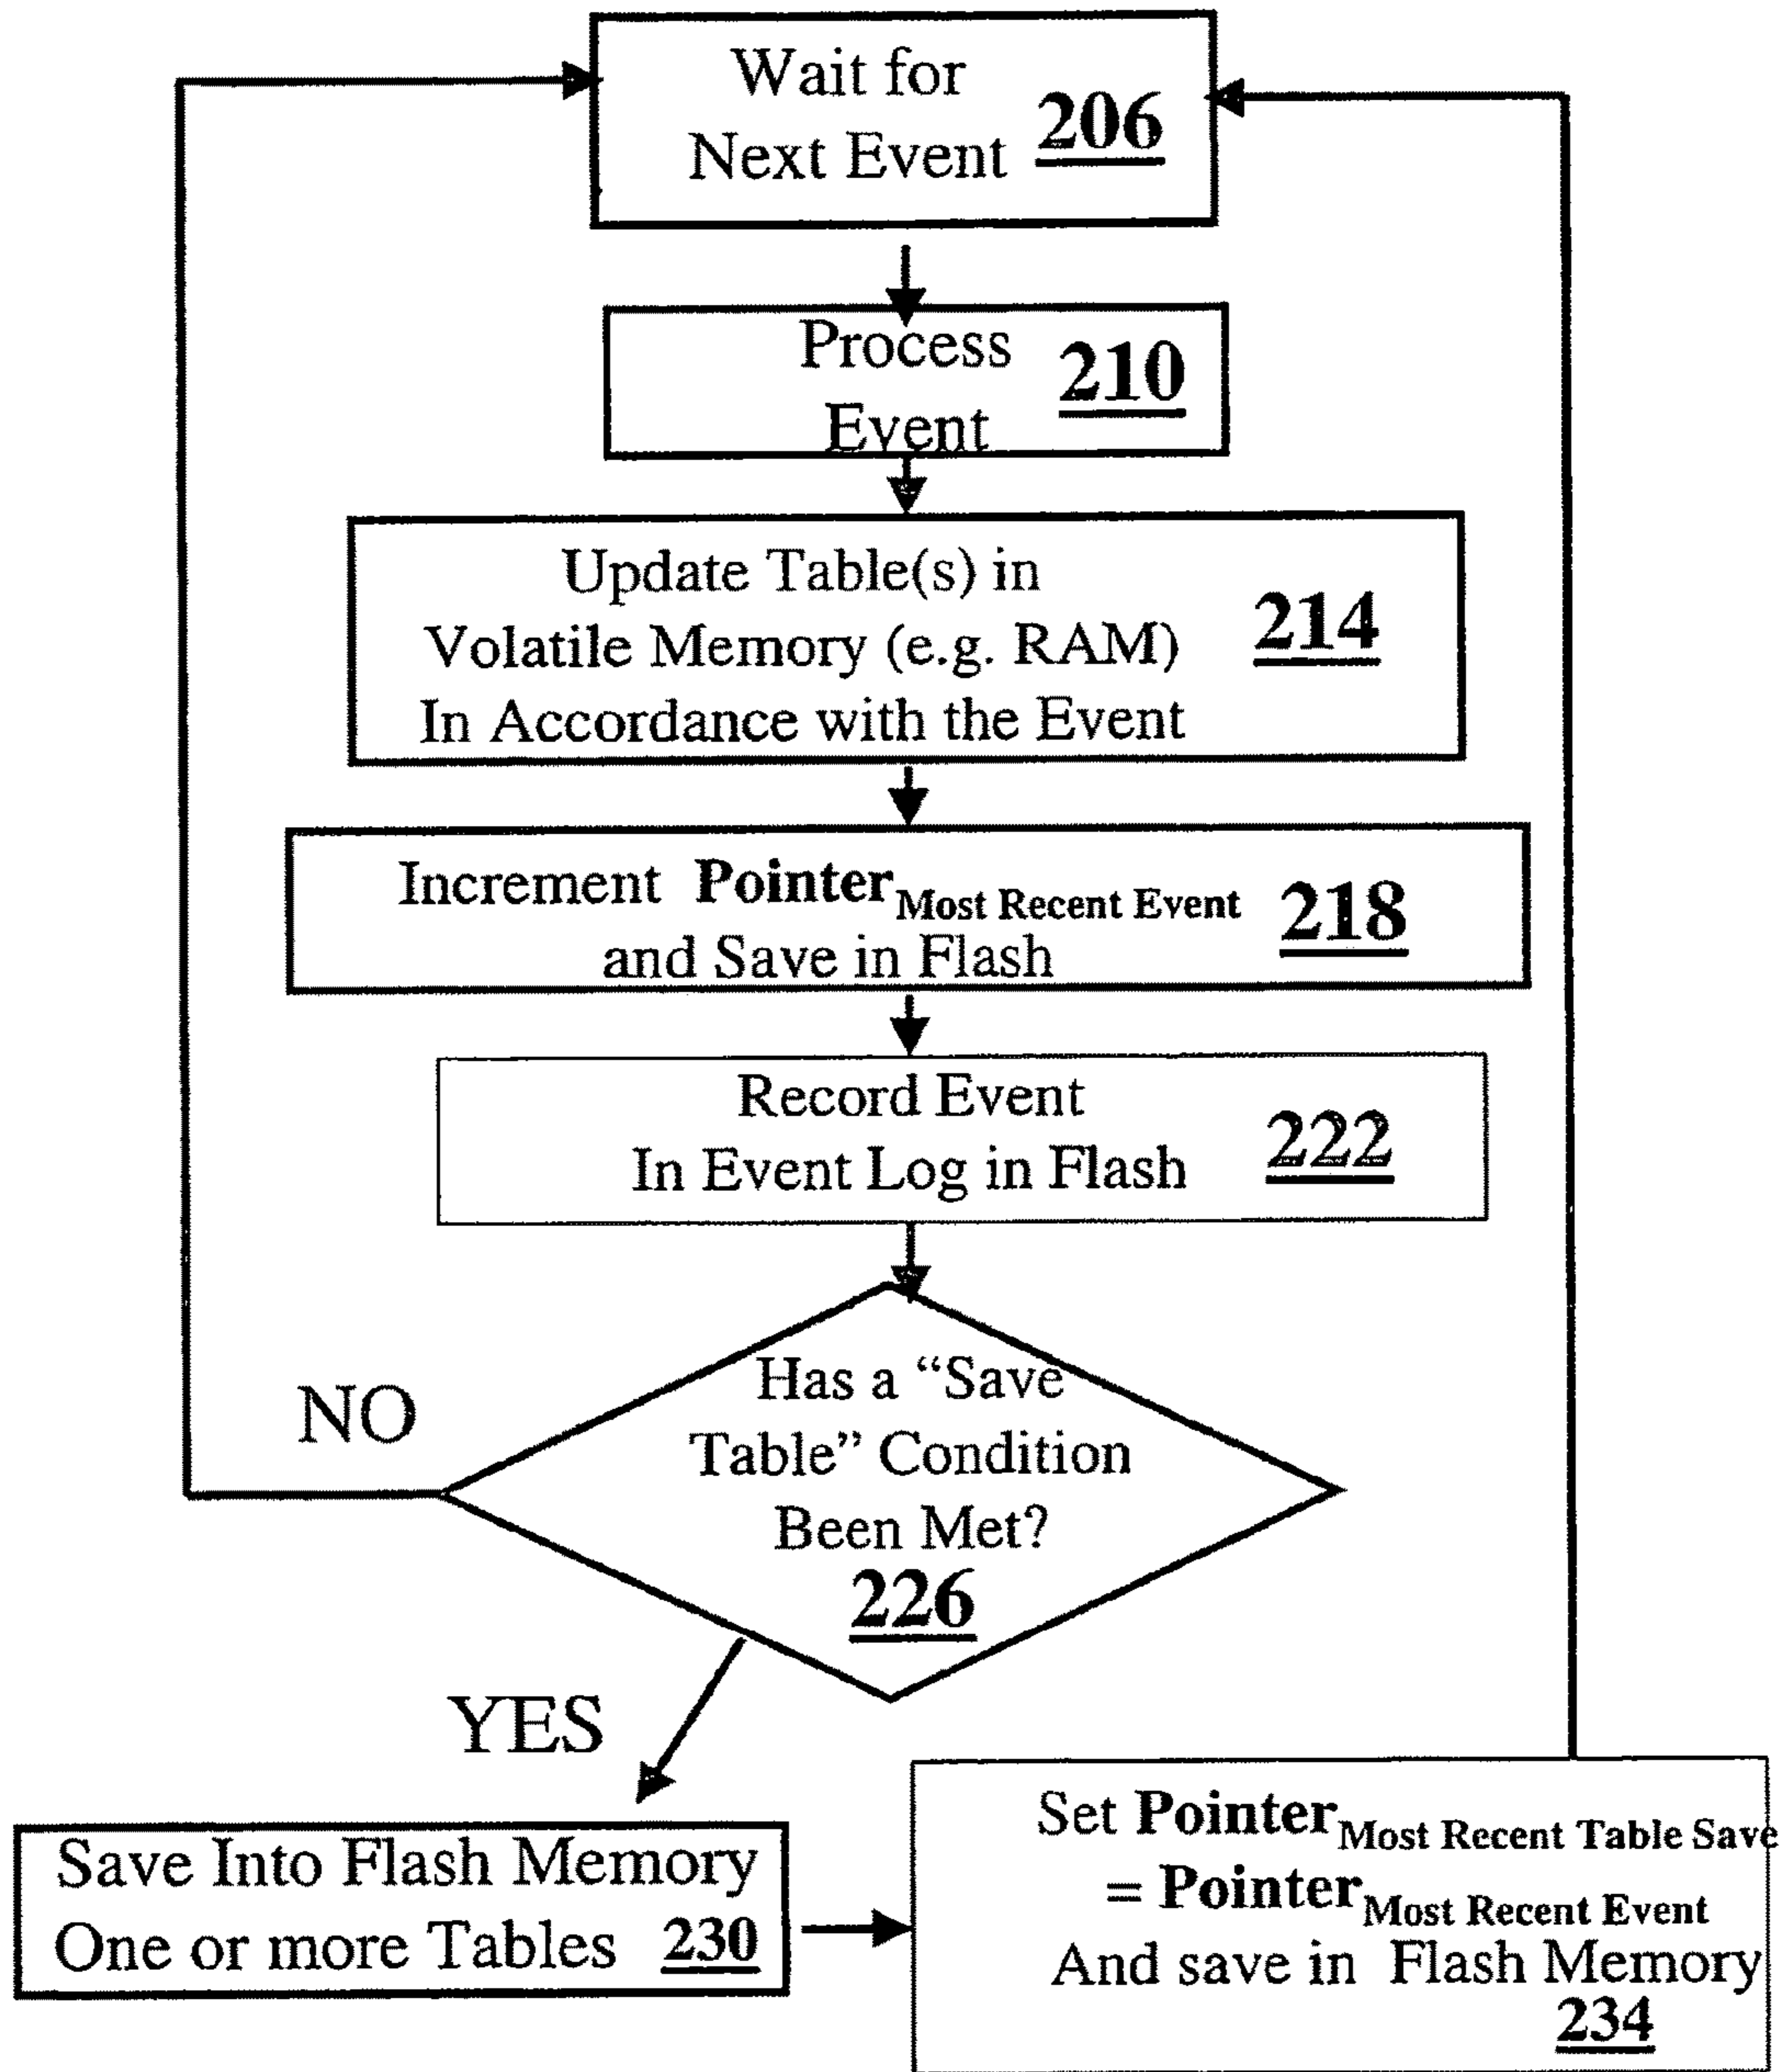 Wait for
Next Event 206
Process
Event 210
Update Table(s) in
Volatile Memory (e.g. RAM) 214
In Accordance with the Event
Increment Pointer Most Recent Event 218
and Save in Flash
Record Event
In Event Log in Flash 222
Has a “Save
Table” Condition
Been Met?
226
NO
YES
Save Into Flash Memory
One or more Tables 230
Set Pointer Most Recent Table Save
= Pointer Most Recent Event
And save in Flash Memory
234